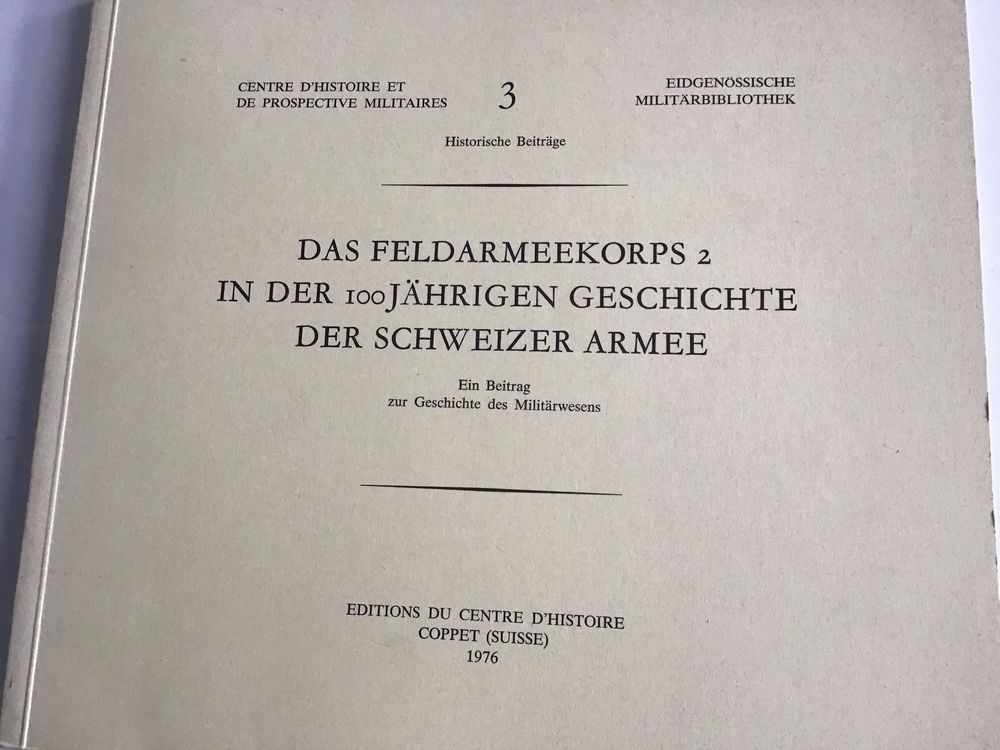 CENTRE D'HISTOIRE ET
DE PROSPECTIVE MILITAIRES
3
EIDGENÖSSISCHE
MILITÄRBIBLIOTHEK
Historische Beiträge
DAS FELDARMEEKORPS 2
IN DER 100JÄHRIGEN GESCHICHTE
DER SCHWEIZER ARMEE
Ein Beitrag
zur Geschichte des Militärwesens
EDITIONS DU CENTRE D'HISTOIRE
COPPET (SUISSE)
1976